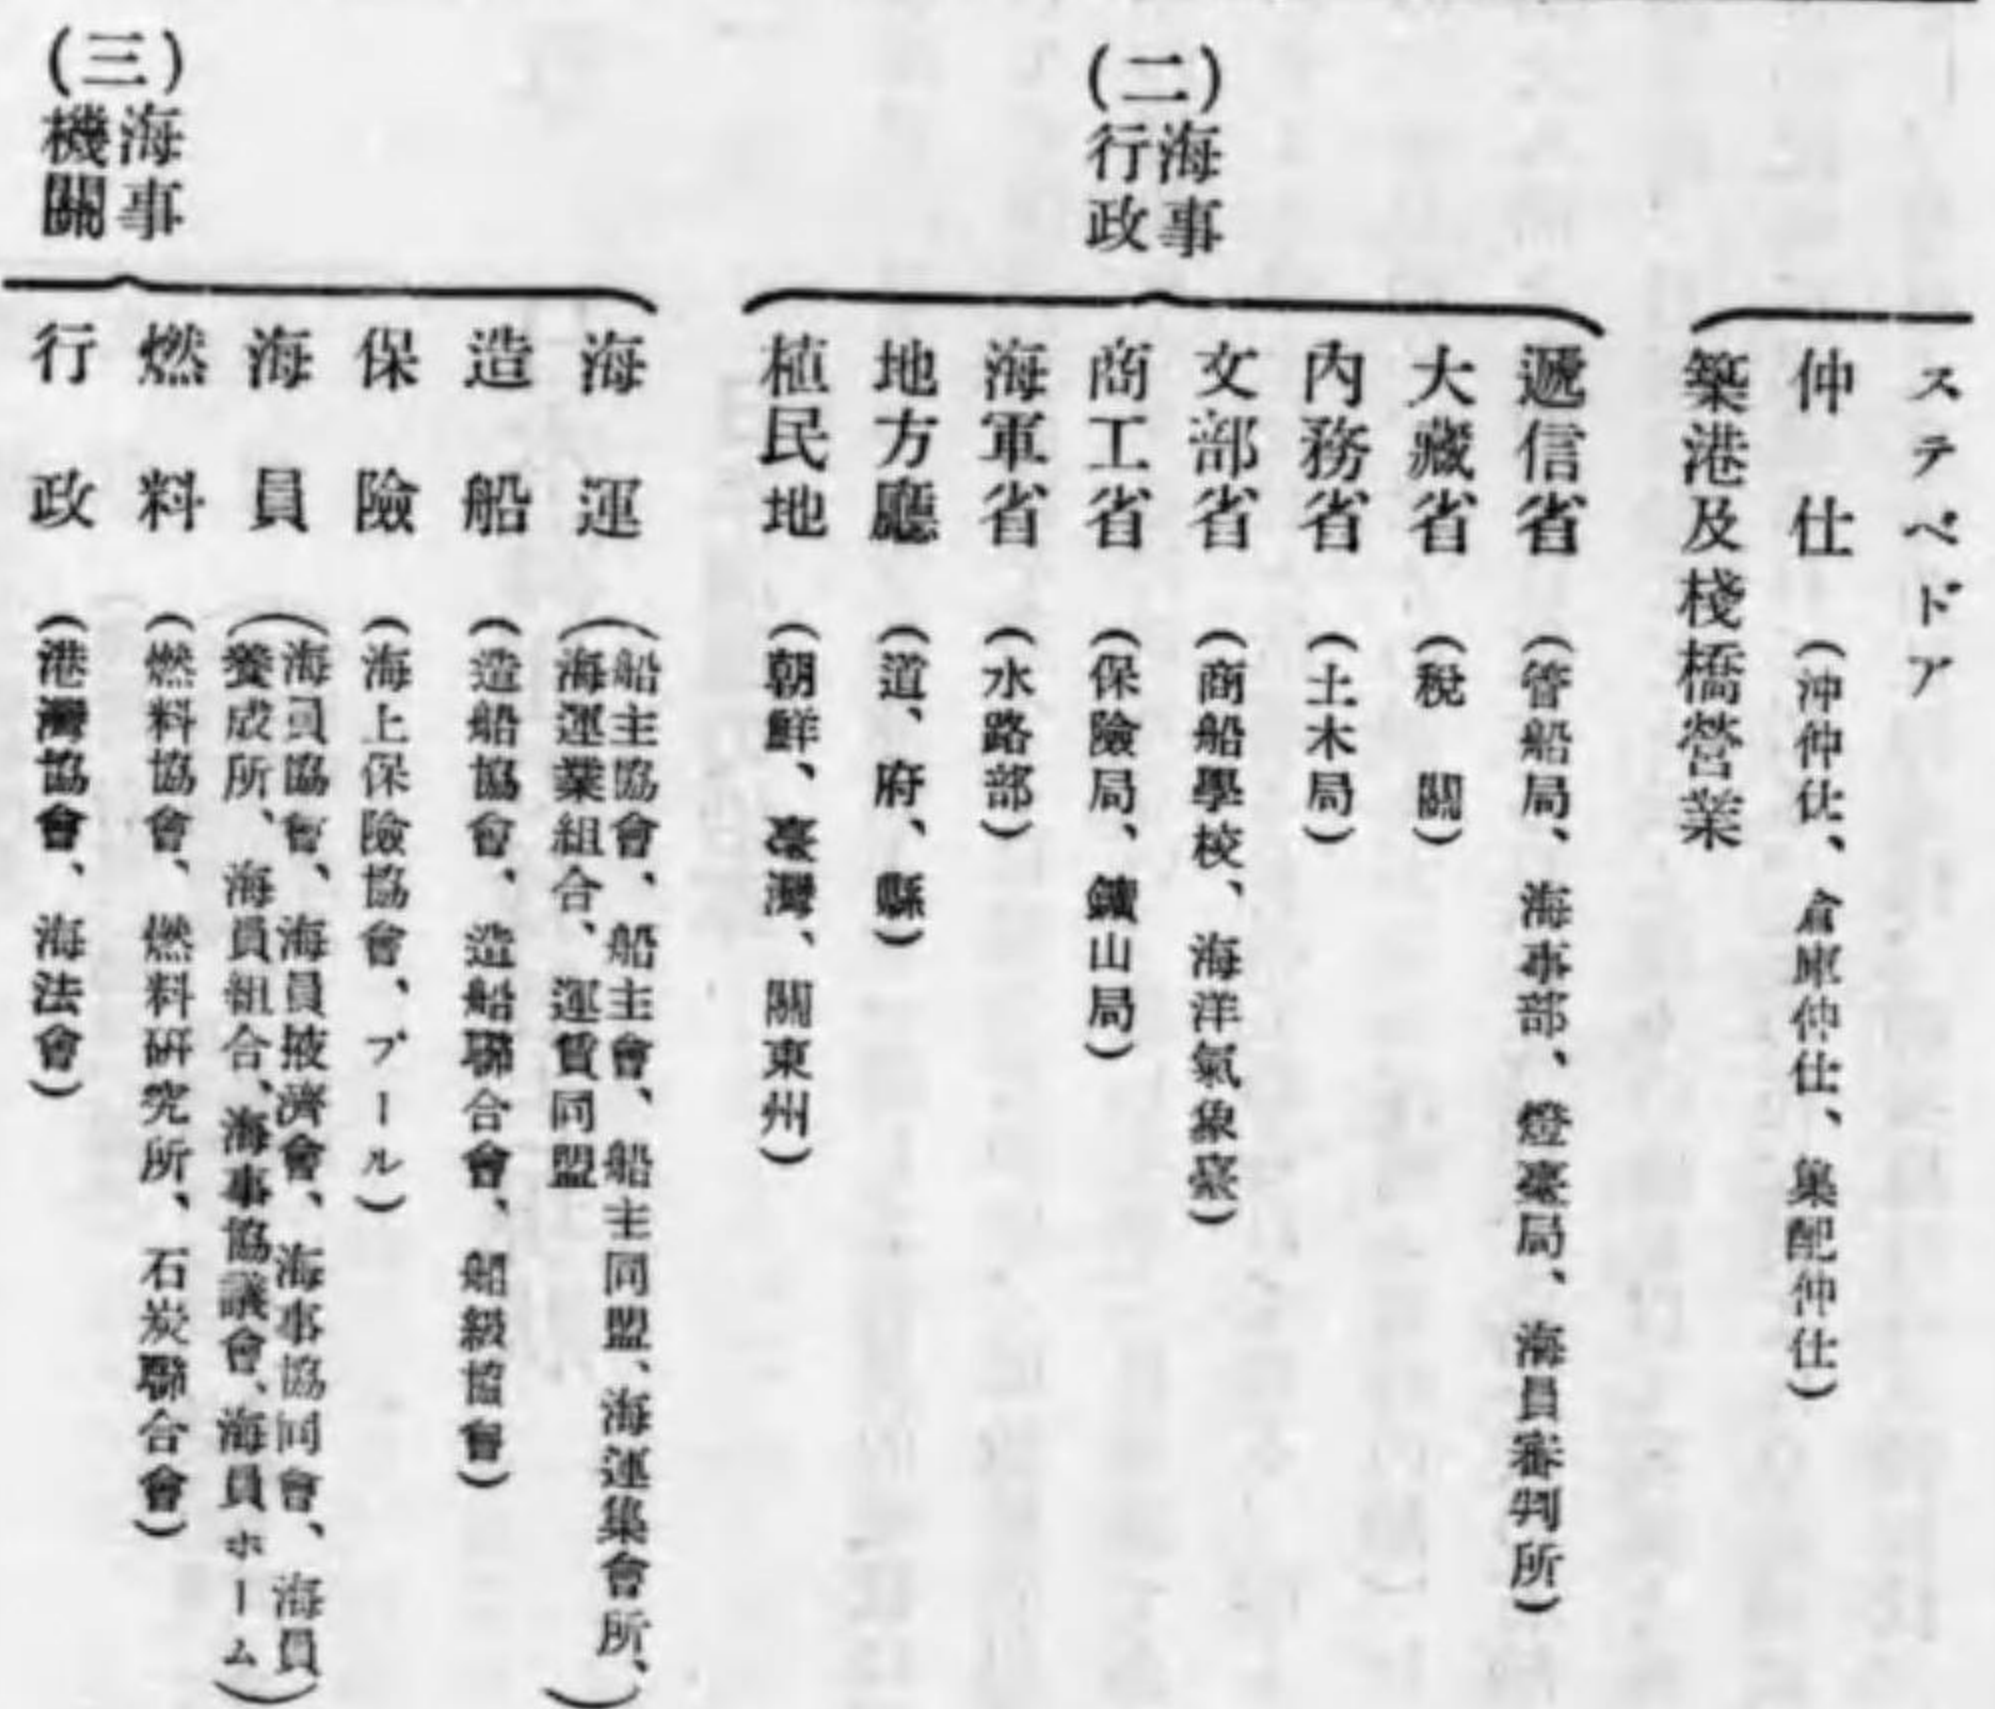 ステベドア
仲仕(沖仲仕、倉庫仲仕、集配仲仕)
築港及棧橋營業
(二)海事行政
遞信省(管船局、海事部、燈臺局、海員審判所)
大藏省(稅關)
內務省(土木局)
文部省(商船學校、海洋氣象臺)
商工省(保險局、鑛山局)
海軍省(水路部)
地方廳(道、府、縣)
植民地(朝鮮、臺灣、關東州)
(三)海事機關
海運(船主協會、船主會、船主同盟、海運集會所、
海運業組合、運賃同盟)
造船(造船協會、造船聯合會、船級協會)
保險(海上保險協會、プール)
海員(海員協會、海員掖濟會、海事協同會、海員
養成所、海員組合、海事協議會、海員ホーム)
燃料(燃料協會、燃料硏究所、石炭聯合會)
行政(港灣協會、海法會)